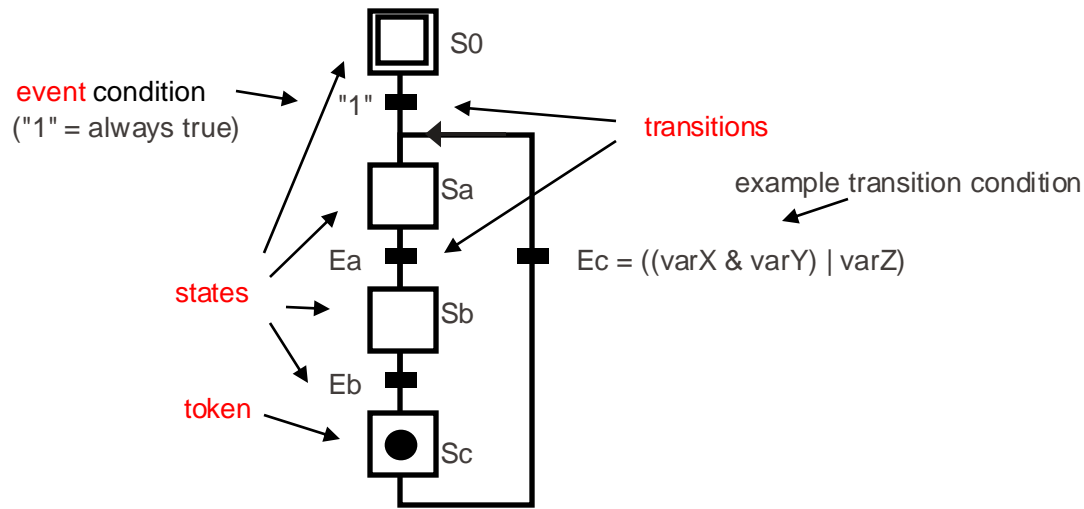 S0
event condition
("1" = always true)
"1"
transitions
example transition condition
Sa
Ea
Ec = ((varX & varY) | varZ)
states
Sb
Eb
token
Sc